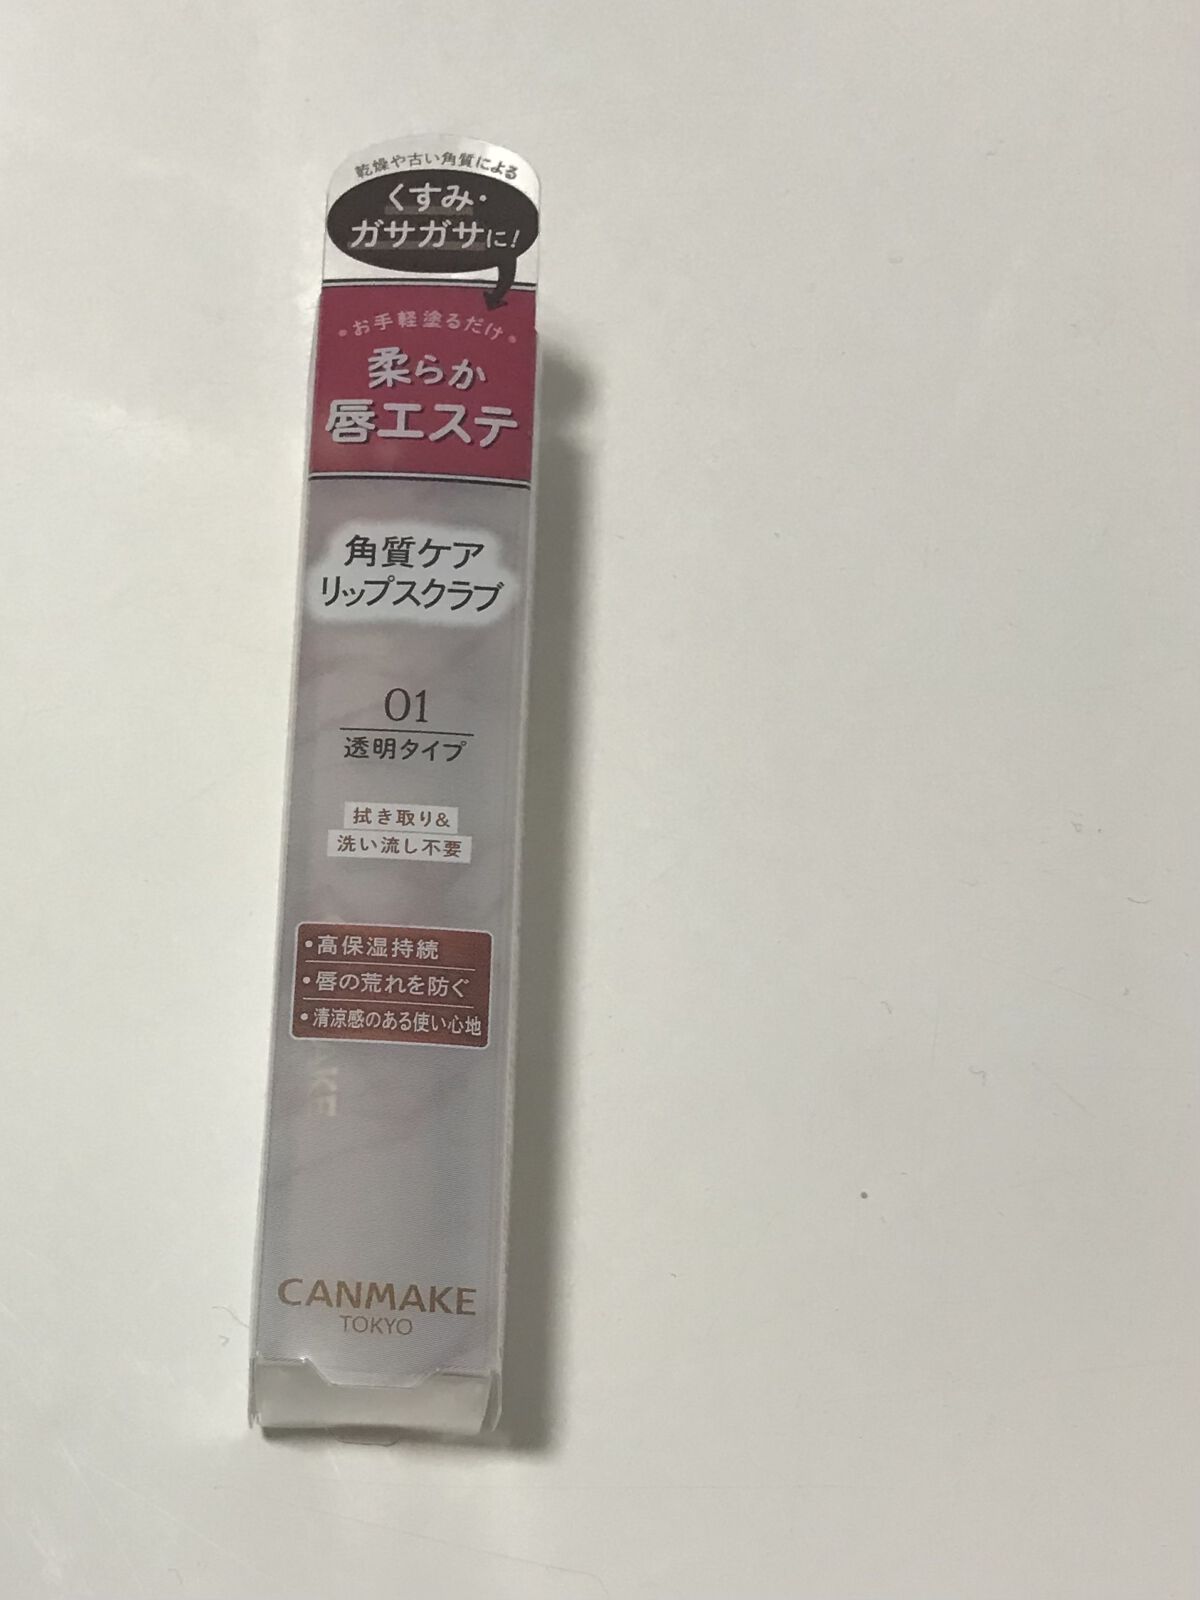 乾燥や古い角質による
くすみ・
ガサガサに!
• お手軽塗るだけ •
柔らか
唇エステ
角質ケア
リップスクラブ
01
透明タイプ
拭き取り&
洗い流し不要
• 高保湿持続
• 唇の荒れを防ぐ
• 清涼感のある使い心地
CANMAKE
TOKYO